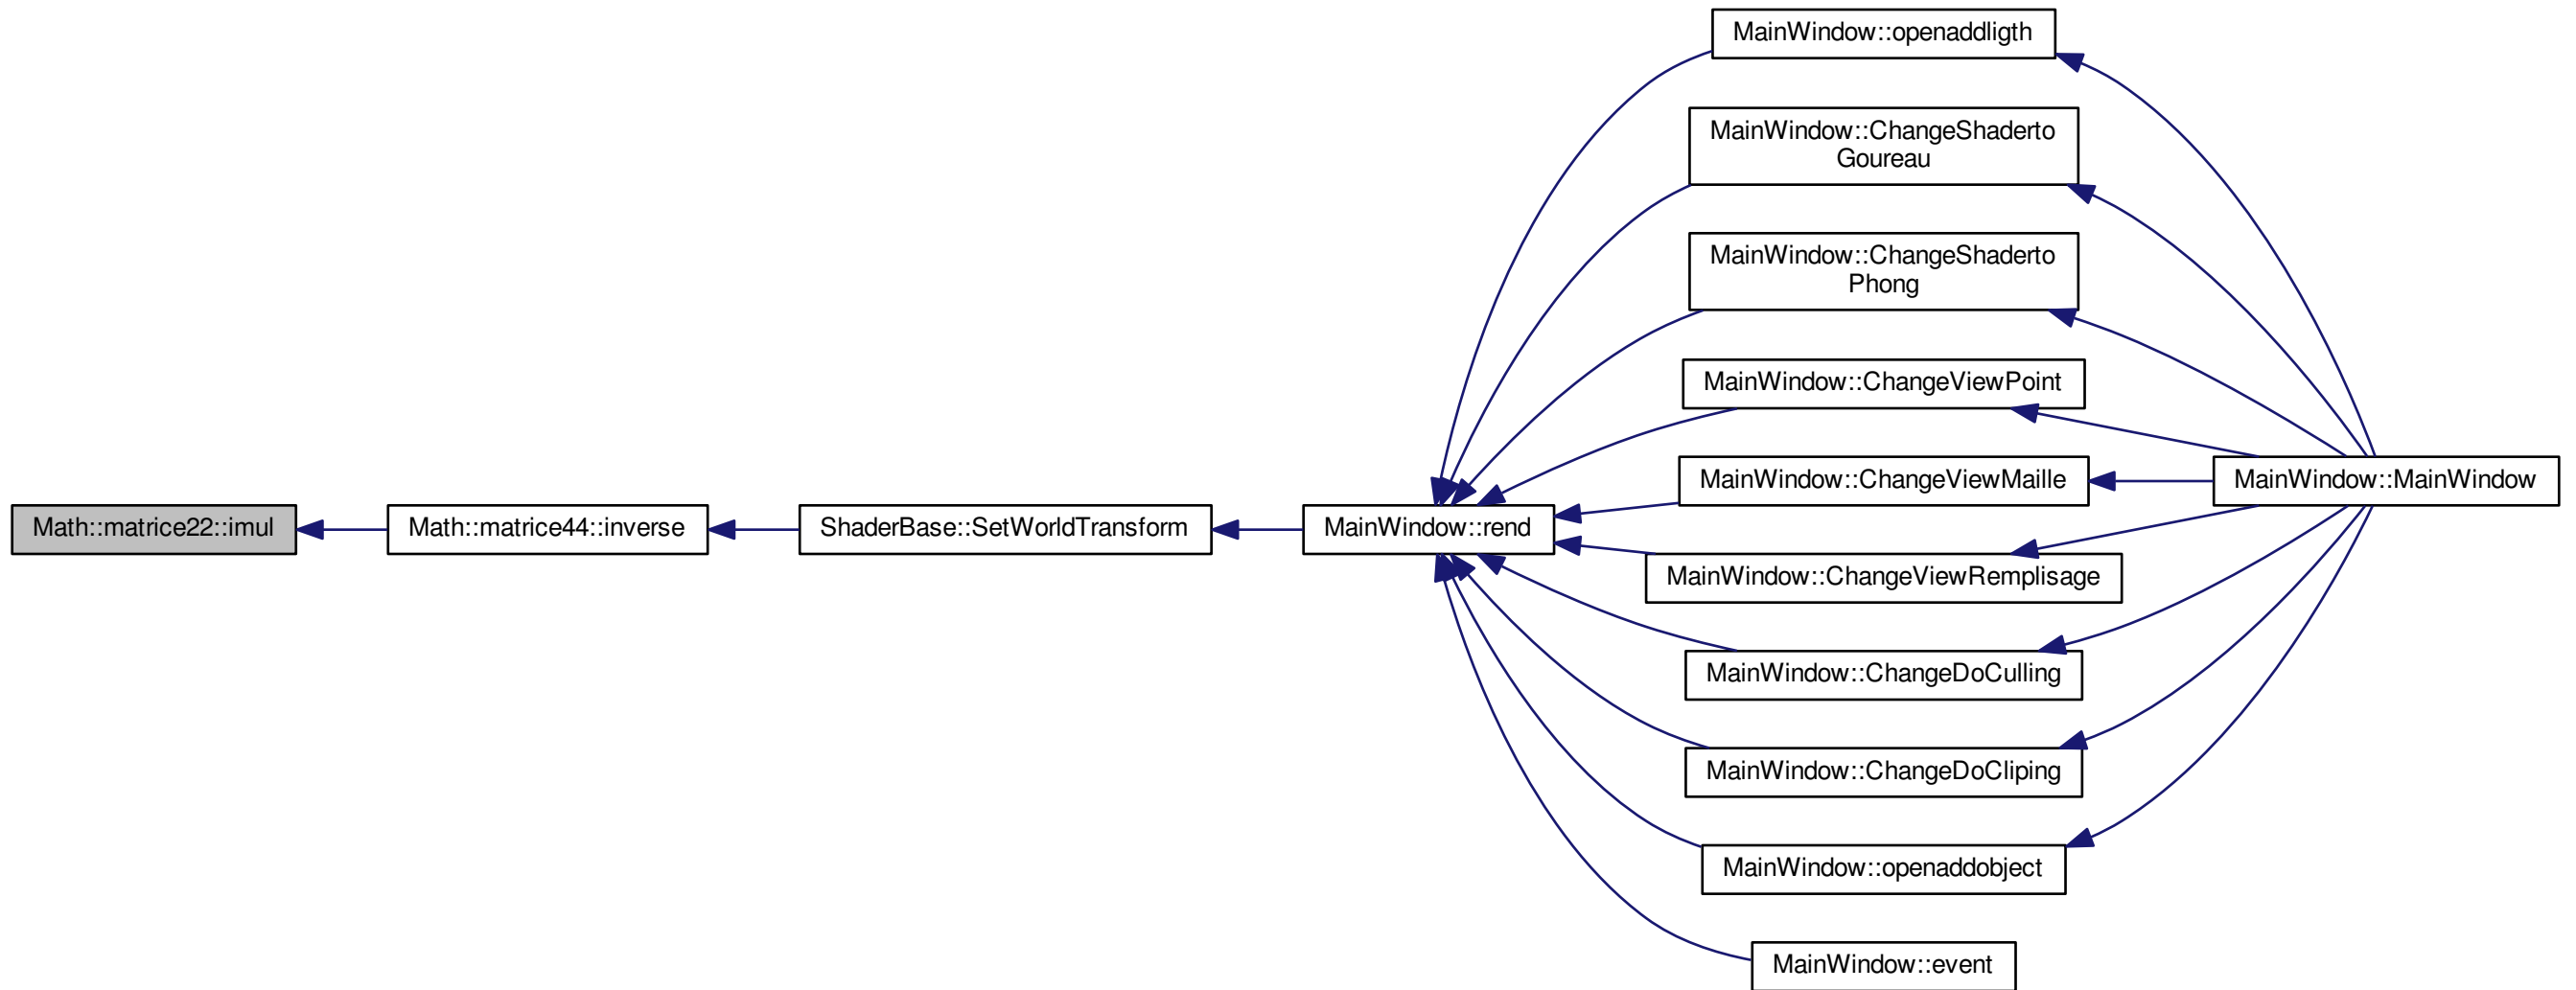 MainWindow::openaddligth
MainWindow::ChangeShaderto
Goureau
MainWindow::ChangeShaderto
Phong
MainWindow::ChangeViewPoint
MainWindow::ChangeViewMaille
MainWindow::MainWindow
Math::matrice22::imul
Math::matrice44::inverse
ShaderBase::SetWorldTransform
MainWindow::rend
MainWindow::ChangeViewRemplisage
MainWindow::ChangeDoCulling
MainWindow::ChangeDoCliping
MainWindow::openaddobject
MainWindow::event